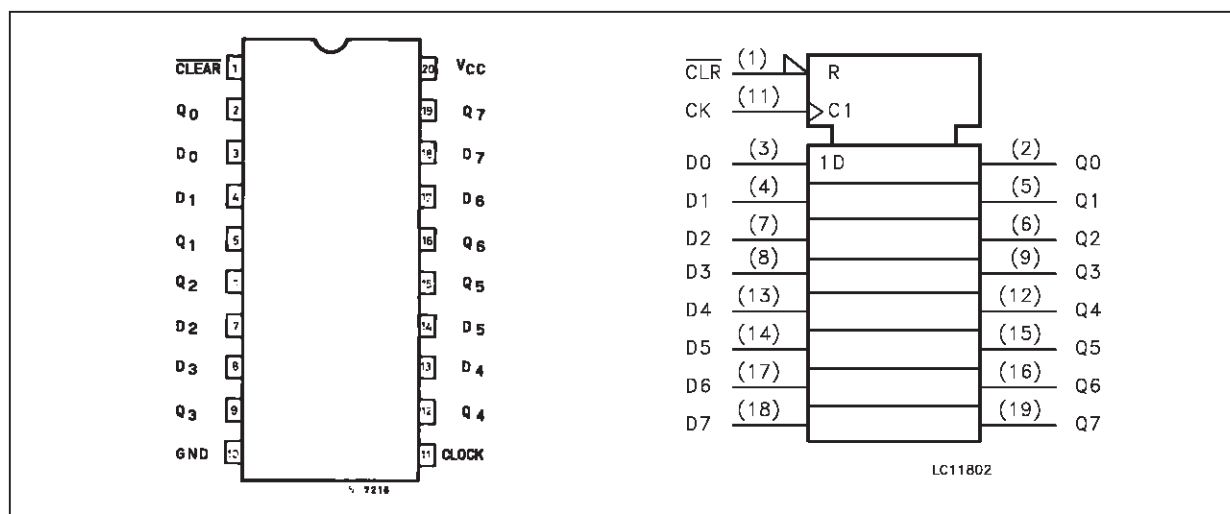 CLEAR 1 20 VCC
Q0 2 19 Q7
D0 3 18 D7
D1 4 17 D6
Q1 5 16 Q6
Q2 15 Q5
D2 7 14 D5
D3 8 13 D4
Q3 9 12 Q4
GND 10 11 CLOCK
7216
CLR (1) R
CK (11) C1
D0 (3) 1D (2) Q0
D1 (4) (5) Q1
D2 (7) (6) Q2
D3 (8) (9) Q3
D4 (13) (12) Q4
D5 (14) (15) Q5
D6 (17) (16) Q6
D7 (18) (19) Q7
LC11802